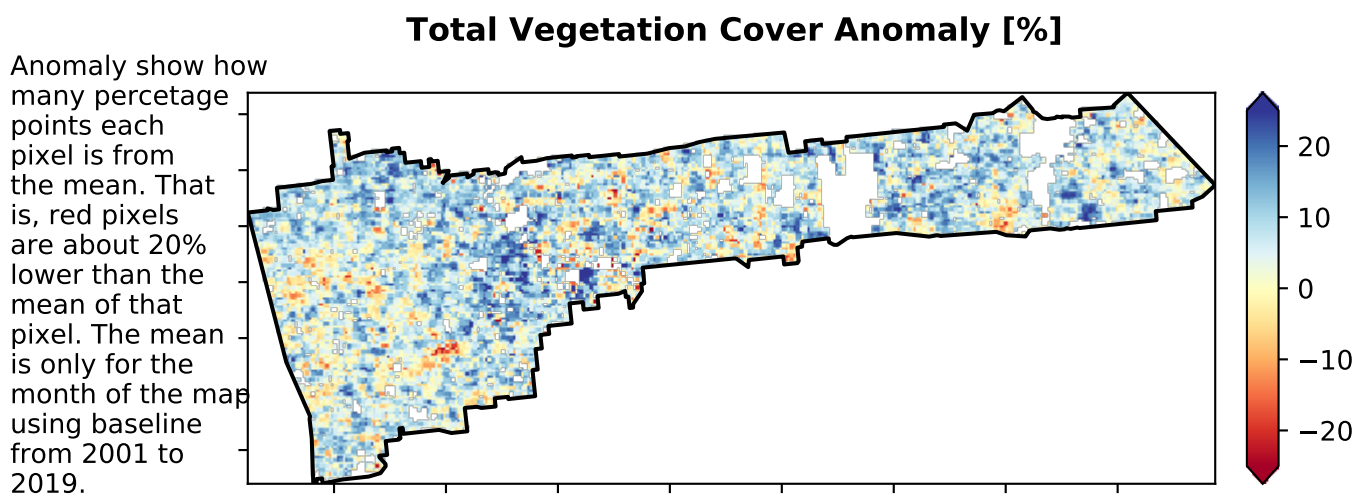 Total Vegetation Cover Anomaly [%]
Anomaly show how
many percetage
points each
pixel is from
the mean. That
is, red pixels
are about 20%
lower than the
mean of that
pixel. The mean
is only for the
month of the map
using baseline
from 2001 to
2019.
20
10
0
−10
−20